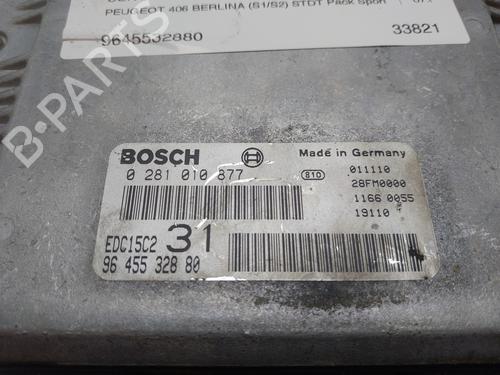 PEUGEOT 406 BERLINA (S1/S2) STDT Pack Sport
9645532880 33821
B-PARTS
BOSCH Made in Germany
0 281 010 877 810 011110
28FM0000
1166 0055
19110
EDC15C2 31
96 455 328 80